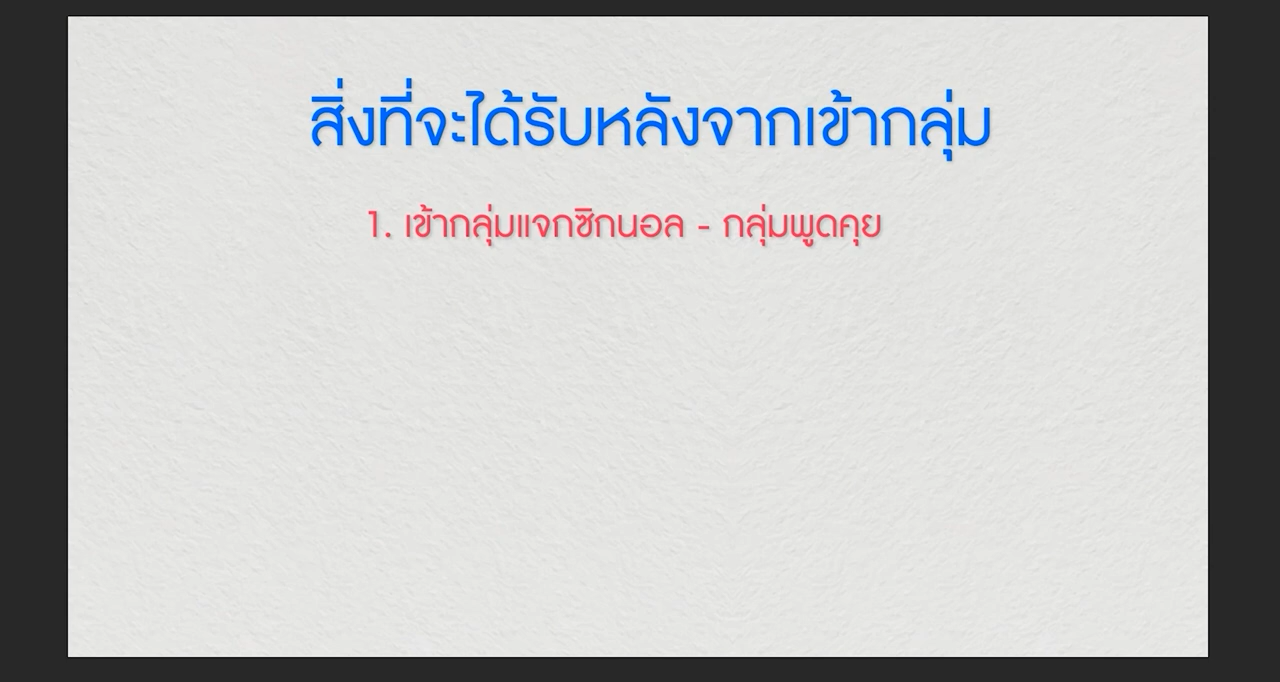 สิ่งที่จะได้รับหลังจากเข้ากลุ่ม
1. เข้ากลุ่มแจกซิกนอล - กลุ่มพูดคุย